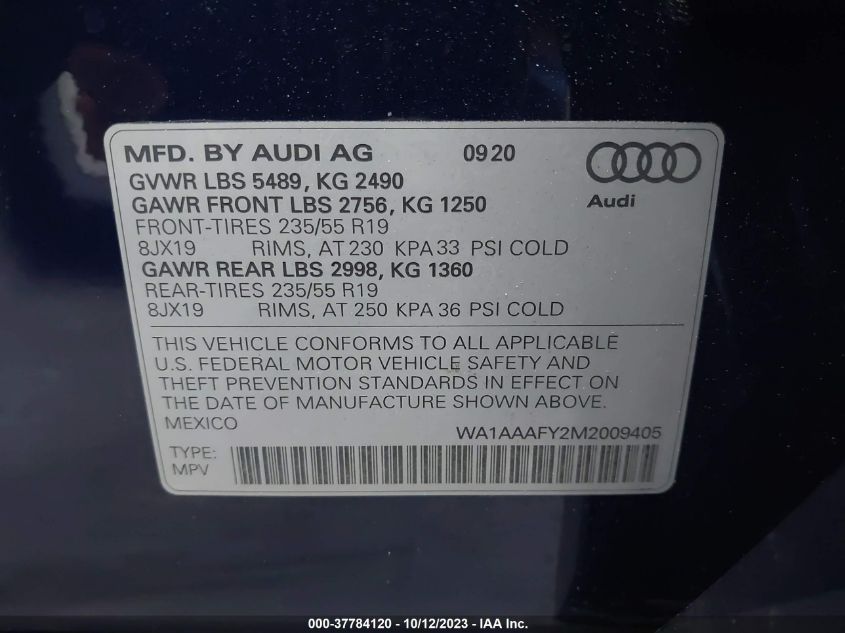 MFD. BY AUDI AG 0920
GVWR LBS 5489, KG 2490
GAWR FRONT LBS 2756, KG 1250
Audi
FRONT-TIRES 235/55 R19
8JX19 RIMS, AT 230 KPA 33 PSI COLD
GAWR REAR LBS 2998, KG 1360
REAR-TIRES 235/55 R19
8JX19 RIMS, AT 250 KPA 36 PSI COLD
THIS VEHICLE CONFORMS TO ALL APPLICABLE
U.S. FEDERAL MOTOR VEHICLE SAFETY AND
THEFT PREVENTION STANDARDS IN EFFECT ON
THE DATE OF MANUFACTURE SHOWN ABOVE.
MEXICO
WA1AAAFY2M2009405
TYPE:
MPV
000-37784120 - 10/12/2023 - IAA Inc.